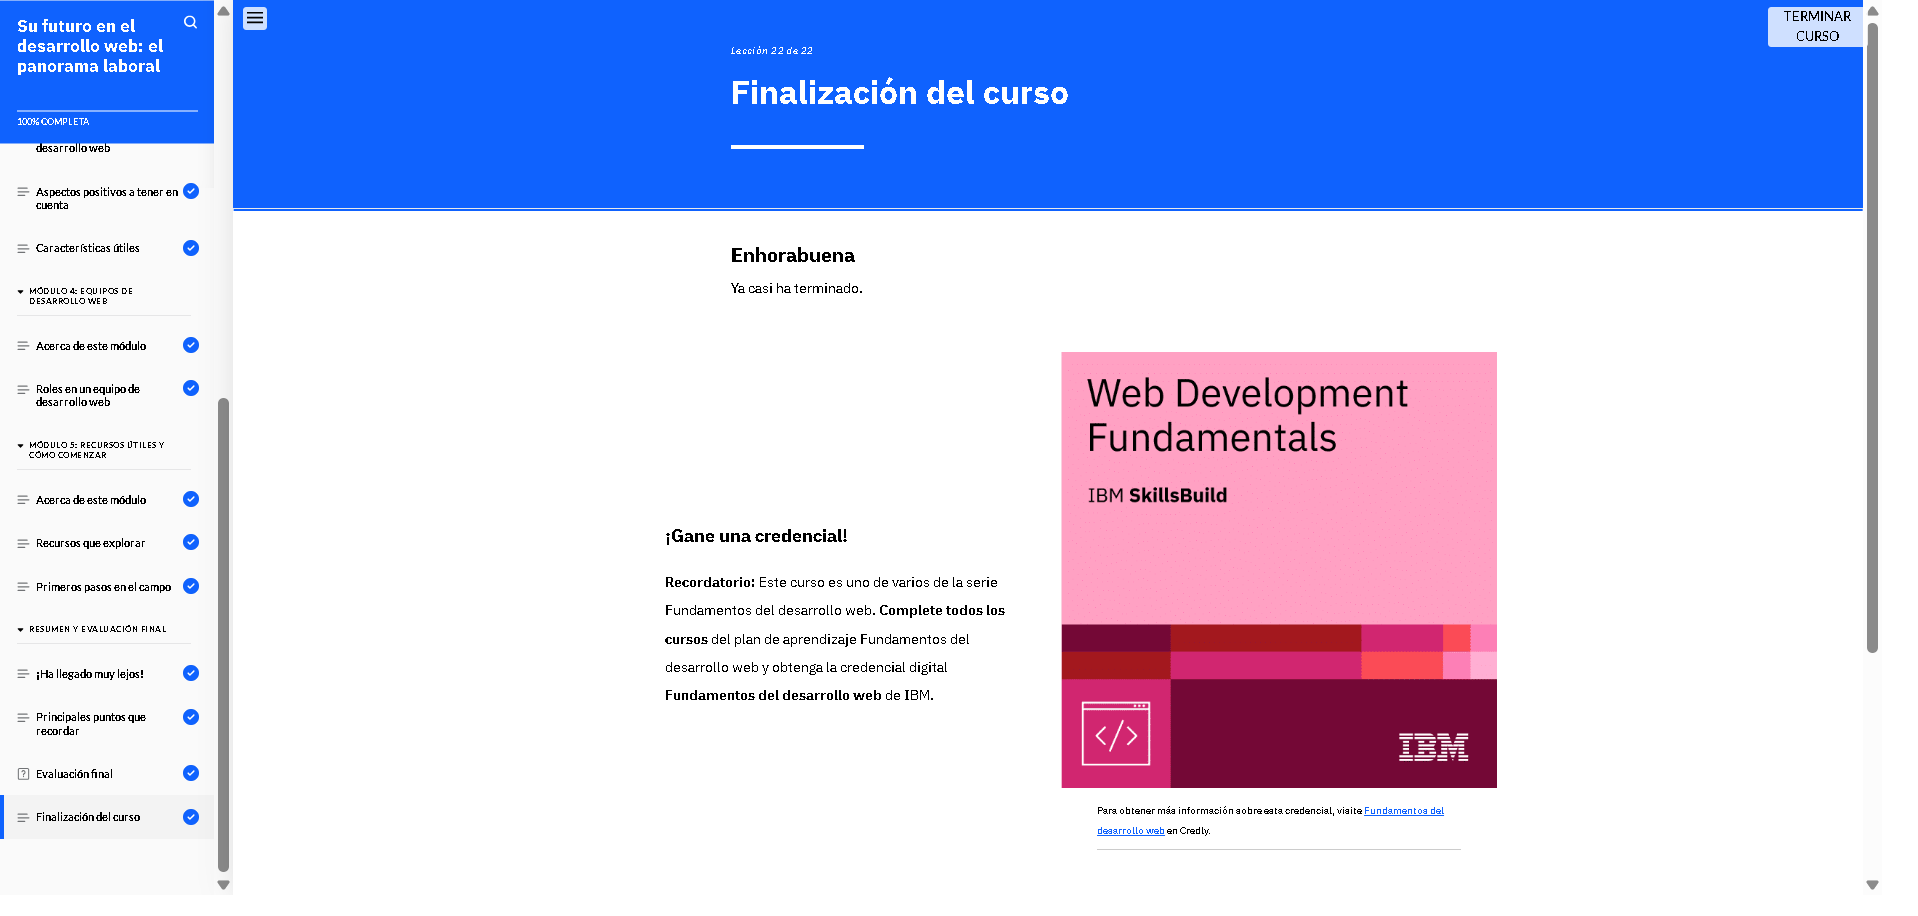 Su futuro en el
desarrollo web: el
panorama laboral
100% COMPLETA
desarrollo web
Aspectos positivos a tener en
cuenta
Características útiles
MÓDULO 4: EQUIPOS DE
DESARROLLO WEB
Acerca de este módulo
Roles en un equipo de
desarrollo web
MÓDULO 5: RECURSOS ÚTILES Y
CÓMO COMENZAR
Acerca de este módulo
Recursos que explorar
Primeros pasos en el campo
RESUMEN Y EVALUACIÓN FINAL
¡Ha llegado muy lejos!
Principales puntos que
recordar
Evaluación final
Finalización del curso
TERMINAR
CURSO
Lección 22 de 22
Finalización del curso
Enhorabuena
Ya casi ha terminado.
¡Gane una credencial!
Recordatorio: Este curso es uno de varios de la serie
Fundamentos del desarrollo web. Complete todos los
cursos del plan de aprendizaje Fundamentos del
desarrollo web y obtenga la credencial digital
Fundamentos del desarrollo web de IBM.
Web Development
Fundamentals
IBM SkillsBuild
</>
IBM
Para obtener más información sobre esta credencial, visite Fundamentos del
desarrollo web en Credly.